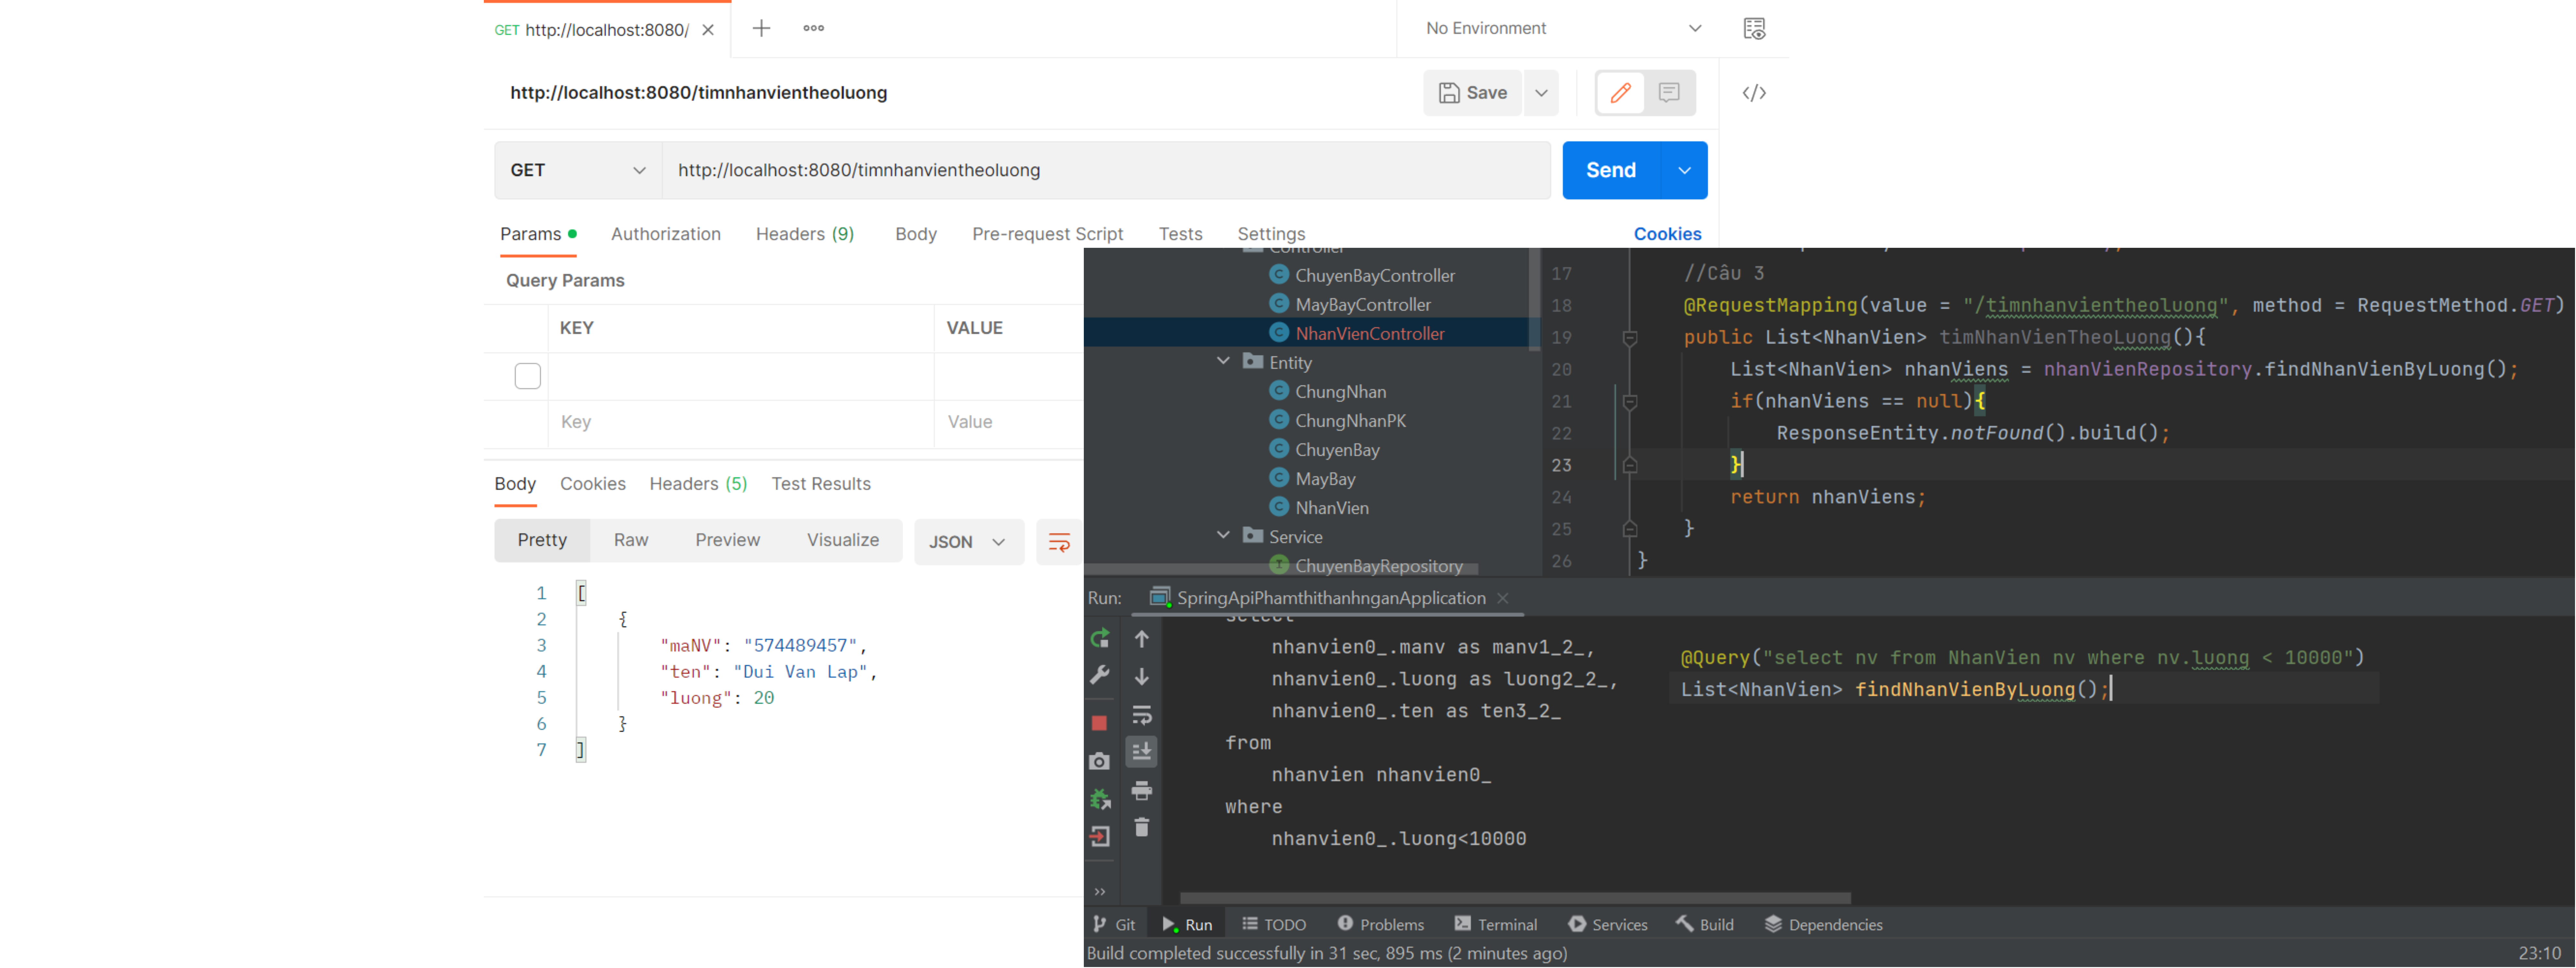 GET http://localhost:8080/
No Environment
http://localhost:8080/timnhanvientheoluong
Save
GET http://localhost:8080/timnhanvientheoluong Send
Params Authorization Headers (9) Body Pre-request Script Tests Settings Cookies
Query Params
KEY VALUE
Key Value
Body Cookies Headers (5) Test Results
Pretty Raw Preview Visualize JSON
1 [
2 {
3 "maNV": "574489457",
4 "ten": "Dui Van Lap",
5 "luong": 20
6 }
7 ]
Controller
ChuyenBayController
MayBayController
NhanVienController
Entity
ChungNhan
ChungNhanPK
ChuyenBay
MayBay
NhanVien
Service
ChuyenBayRepository
17 //Câu 3
18 @RequestMapping(value = "/timnhanvientheoluong", method = RequestMethod.GET)
19 public List<NhanVien> timNhanVienTheoLuong(){
20 List<NhanVien> nhanViens = nhanVienRepository.findNhanVienByLuong();
21 if(nhanViens == null){
22 ResponseEntity.notFound().build();
23 }
24 return nhanViens;
25 }
26 }
Run: SpringApiPhamthithanhnganApplication
select
nhanvien0_.manv as manv1_2_,
nhanvien0_.luong as luong2_2_,
nhanvien0_.ten as ten3_2_
from
nhanvien nhanvien0_
where
nhanvien0_.luong<10000
@Query("select nv from NhanVien nv where nv.luong < 10000")
List<NhanVien> findNhanVienByLuong();
Git Run TODO Problems Terminal Services Build Dependencies
Build completed successfully in 31 sec, 895 ms (2 minutes ago) 23:10